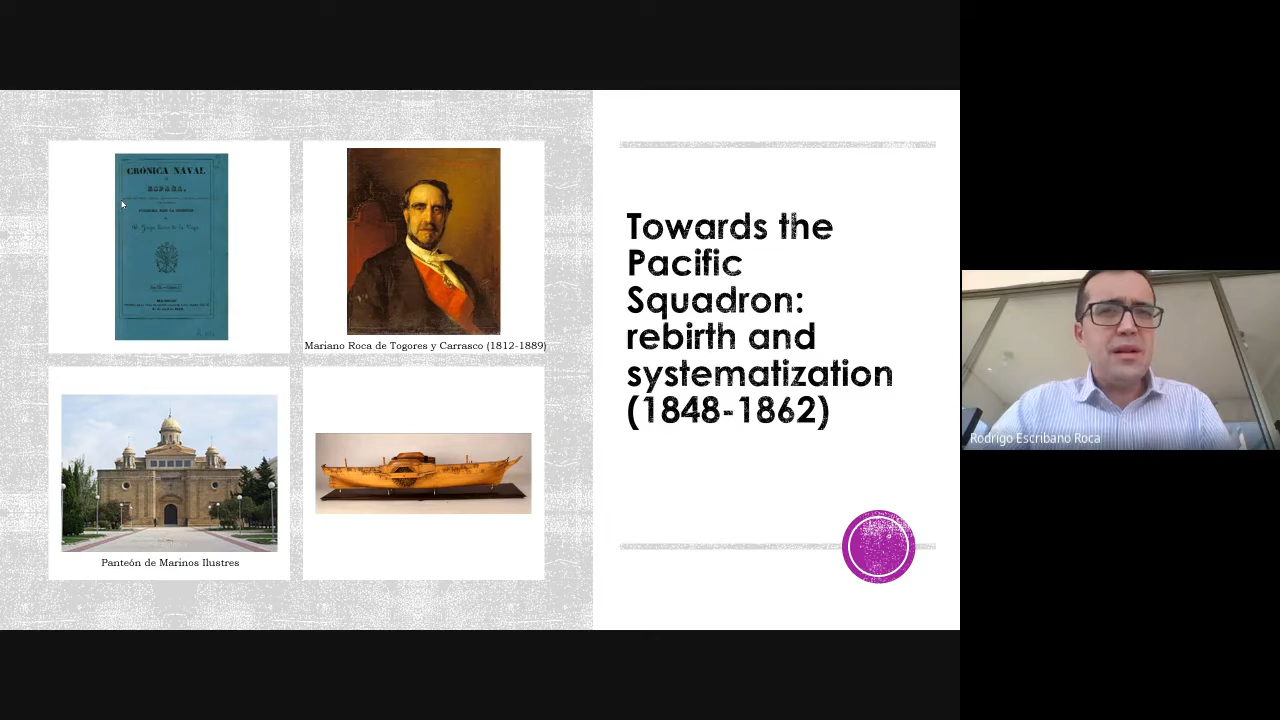 CRÓNICA NAVAL
DE
ESPAÑA,
Mariano Roca de Togores y Carrasco (1812-1889)
Panteón de Marinos Ilustres
Towards the
Pacific
Squadron:
rebirth and
systematization
(1848-1862)
Rodrigo Escribano Roca